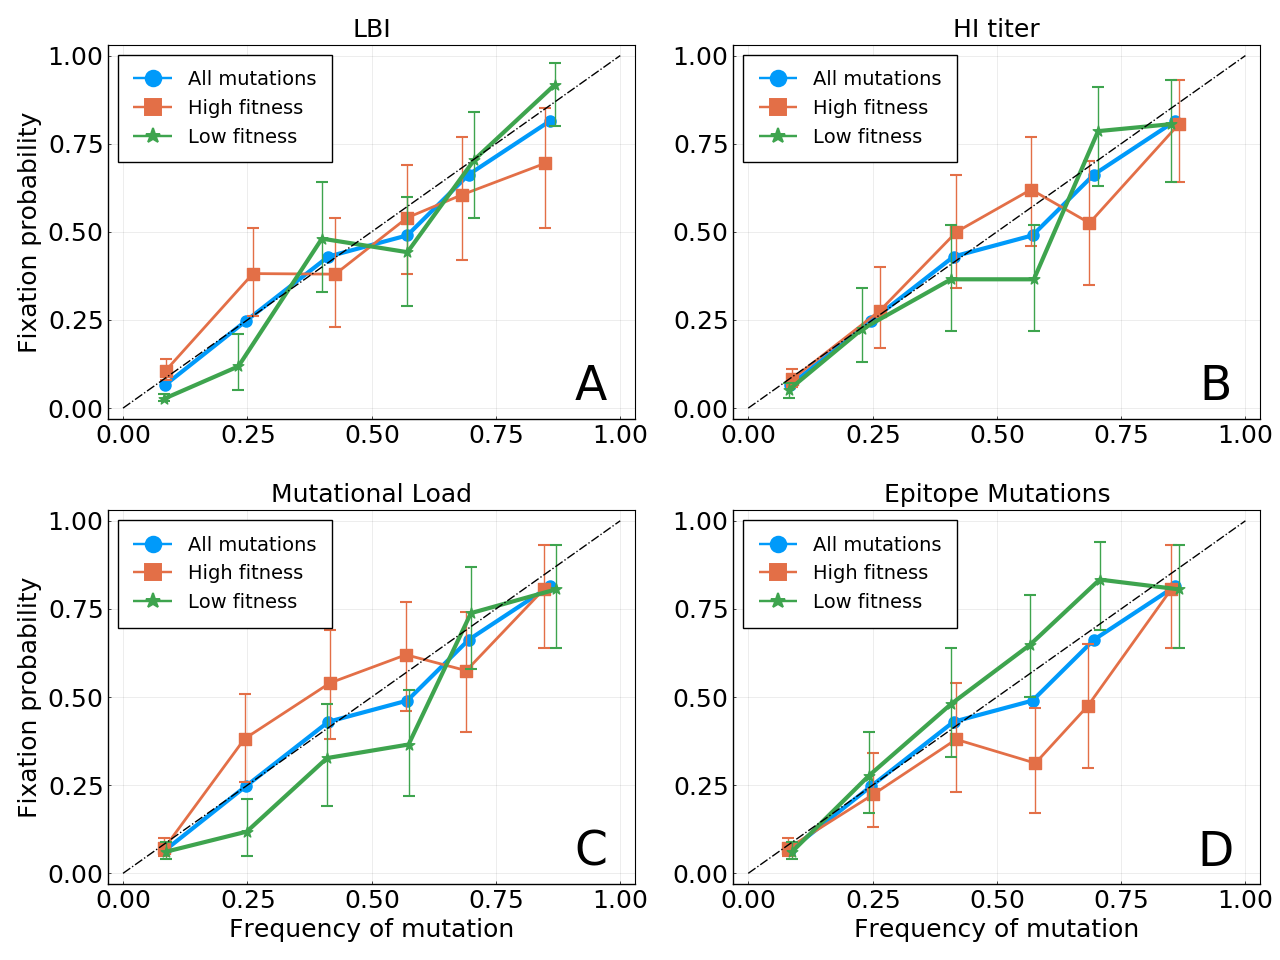 LBI
1.00
0.75
0.50
0.25
0.00
Fixation probability
All mutations
High fitness
Low fitness
A
0.00 0.25 0.50 0.75 1.00
HI titer
1.00
0.75
0.50
0.25
0.00
All mutations
High fitness
Low fitness
B
0.00 0.25 0.50 0.75 1.00
Mutational Load
1.00
0.75
0.50
0.25
0.00
Fixation probability
All mutations
High fitness
Low fitness
C
0.00 0.25 0.50 0.75 1.00
Frequency of mutation
Epitope Mutations
1.00
0.75
0.50
0.25
0.00
All mutations
High fitness
Low fitness
D
0.00 0.25 0.50 0.75 1.00
Frequency of mutation